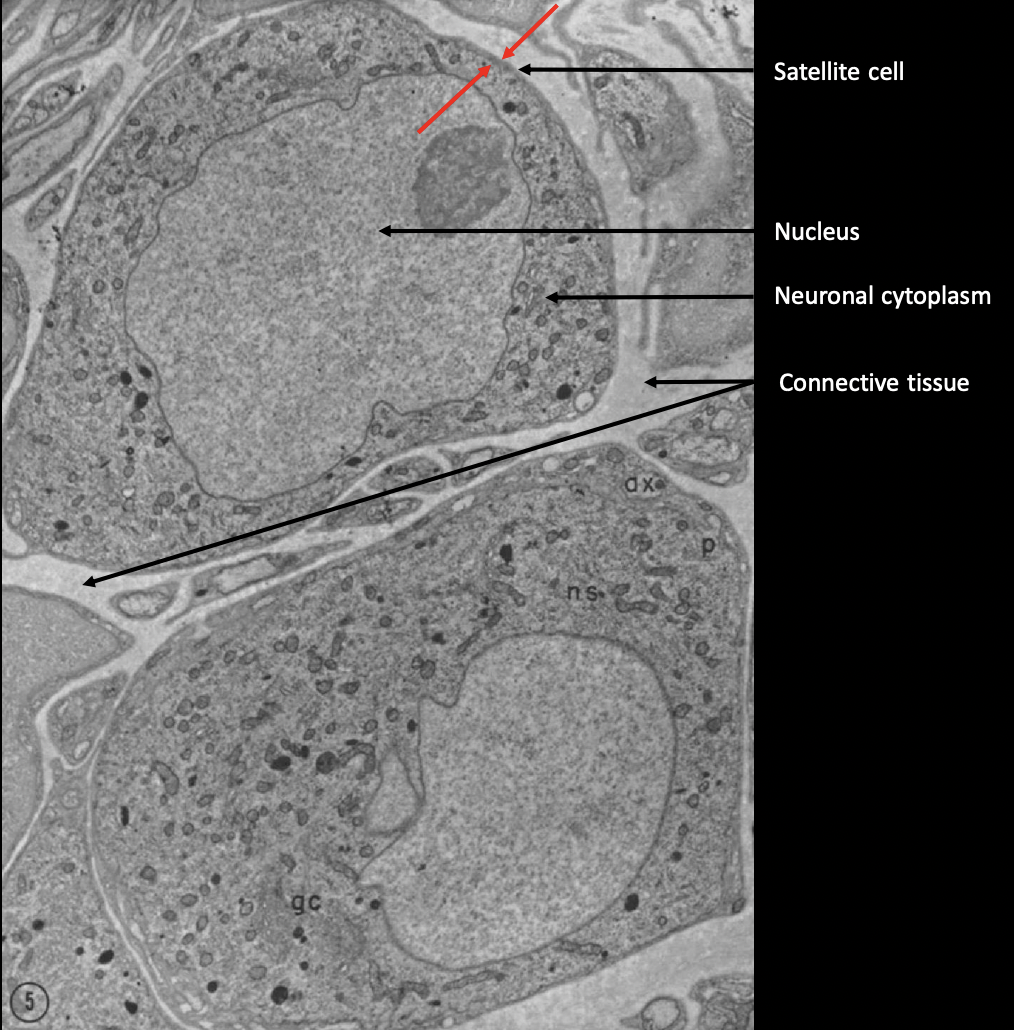 Satellite cell
Nucleus
Neuronal cytoplasm
Connective tissue
ax
p
ns
gc
5